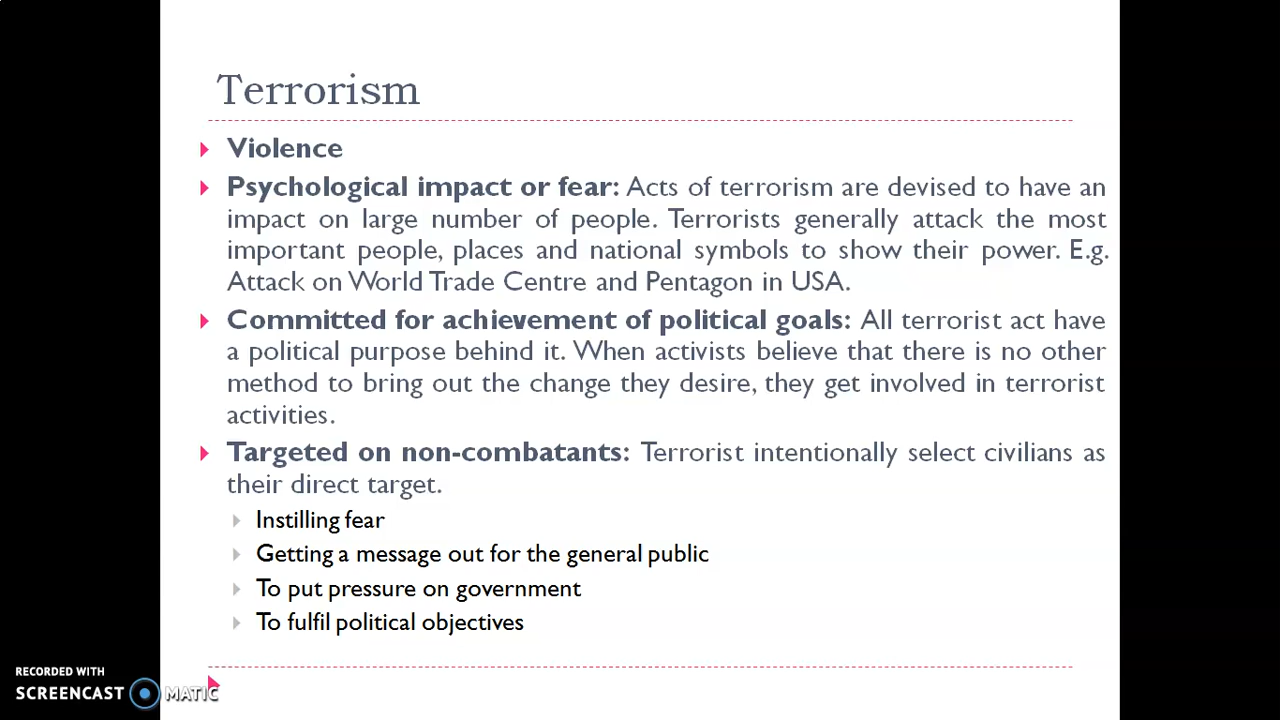 Terrorism
Violence
Psychological impact or fear: Acts of terrorism are devised to have an
impact on large number of people. Terrorists generally attack the most
important people, places and national symbols to show their power. E.g.
Attack on World Trade Centre and Pentagon in USA.
Committed for achievement of political goals: All terrorist act have
a political purpose behind it. When activists believe that there is no other
method to bring out the change they desire, they get involved in terrorist
activities.
Targeted on non-combatants: Terrorist intentionally select civilians as
their direct target.
Instilling fear
Getting a message out for the general public
To put pressure on government
To fulfil political objectives
RECORDED WITH
SCREENCAST MATIC